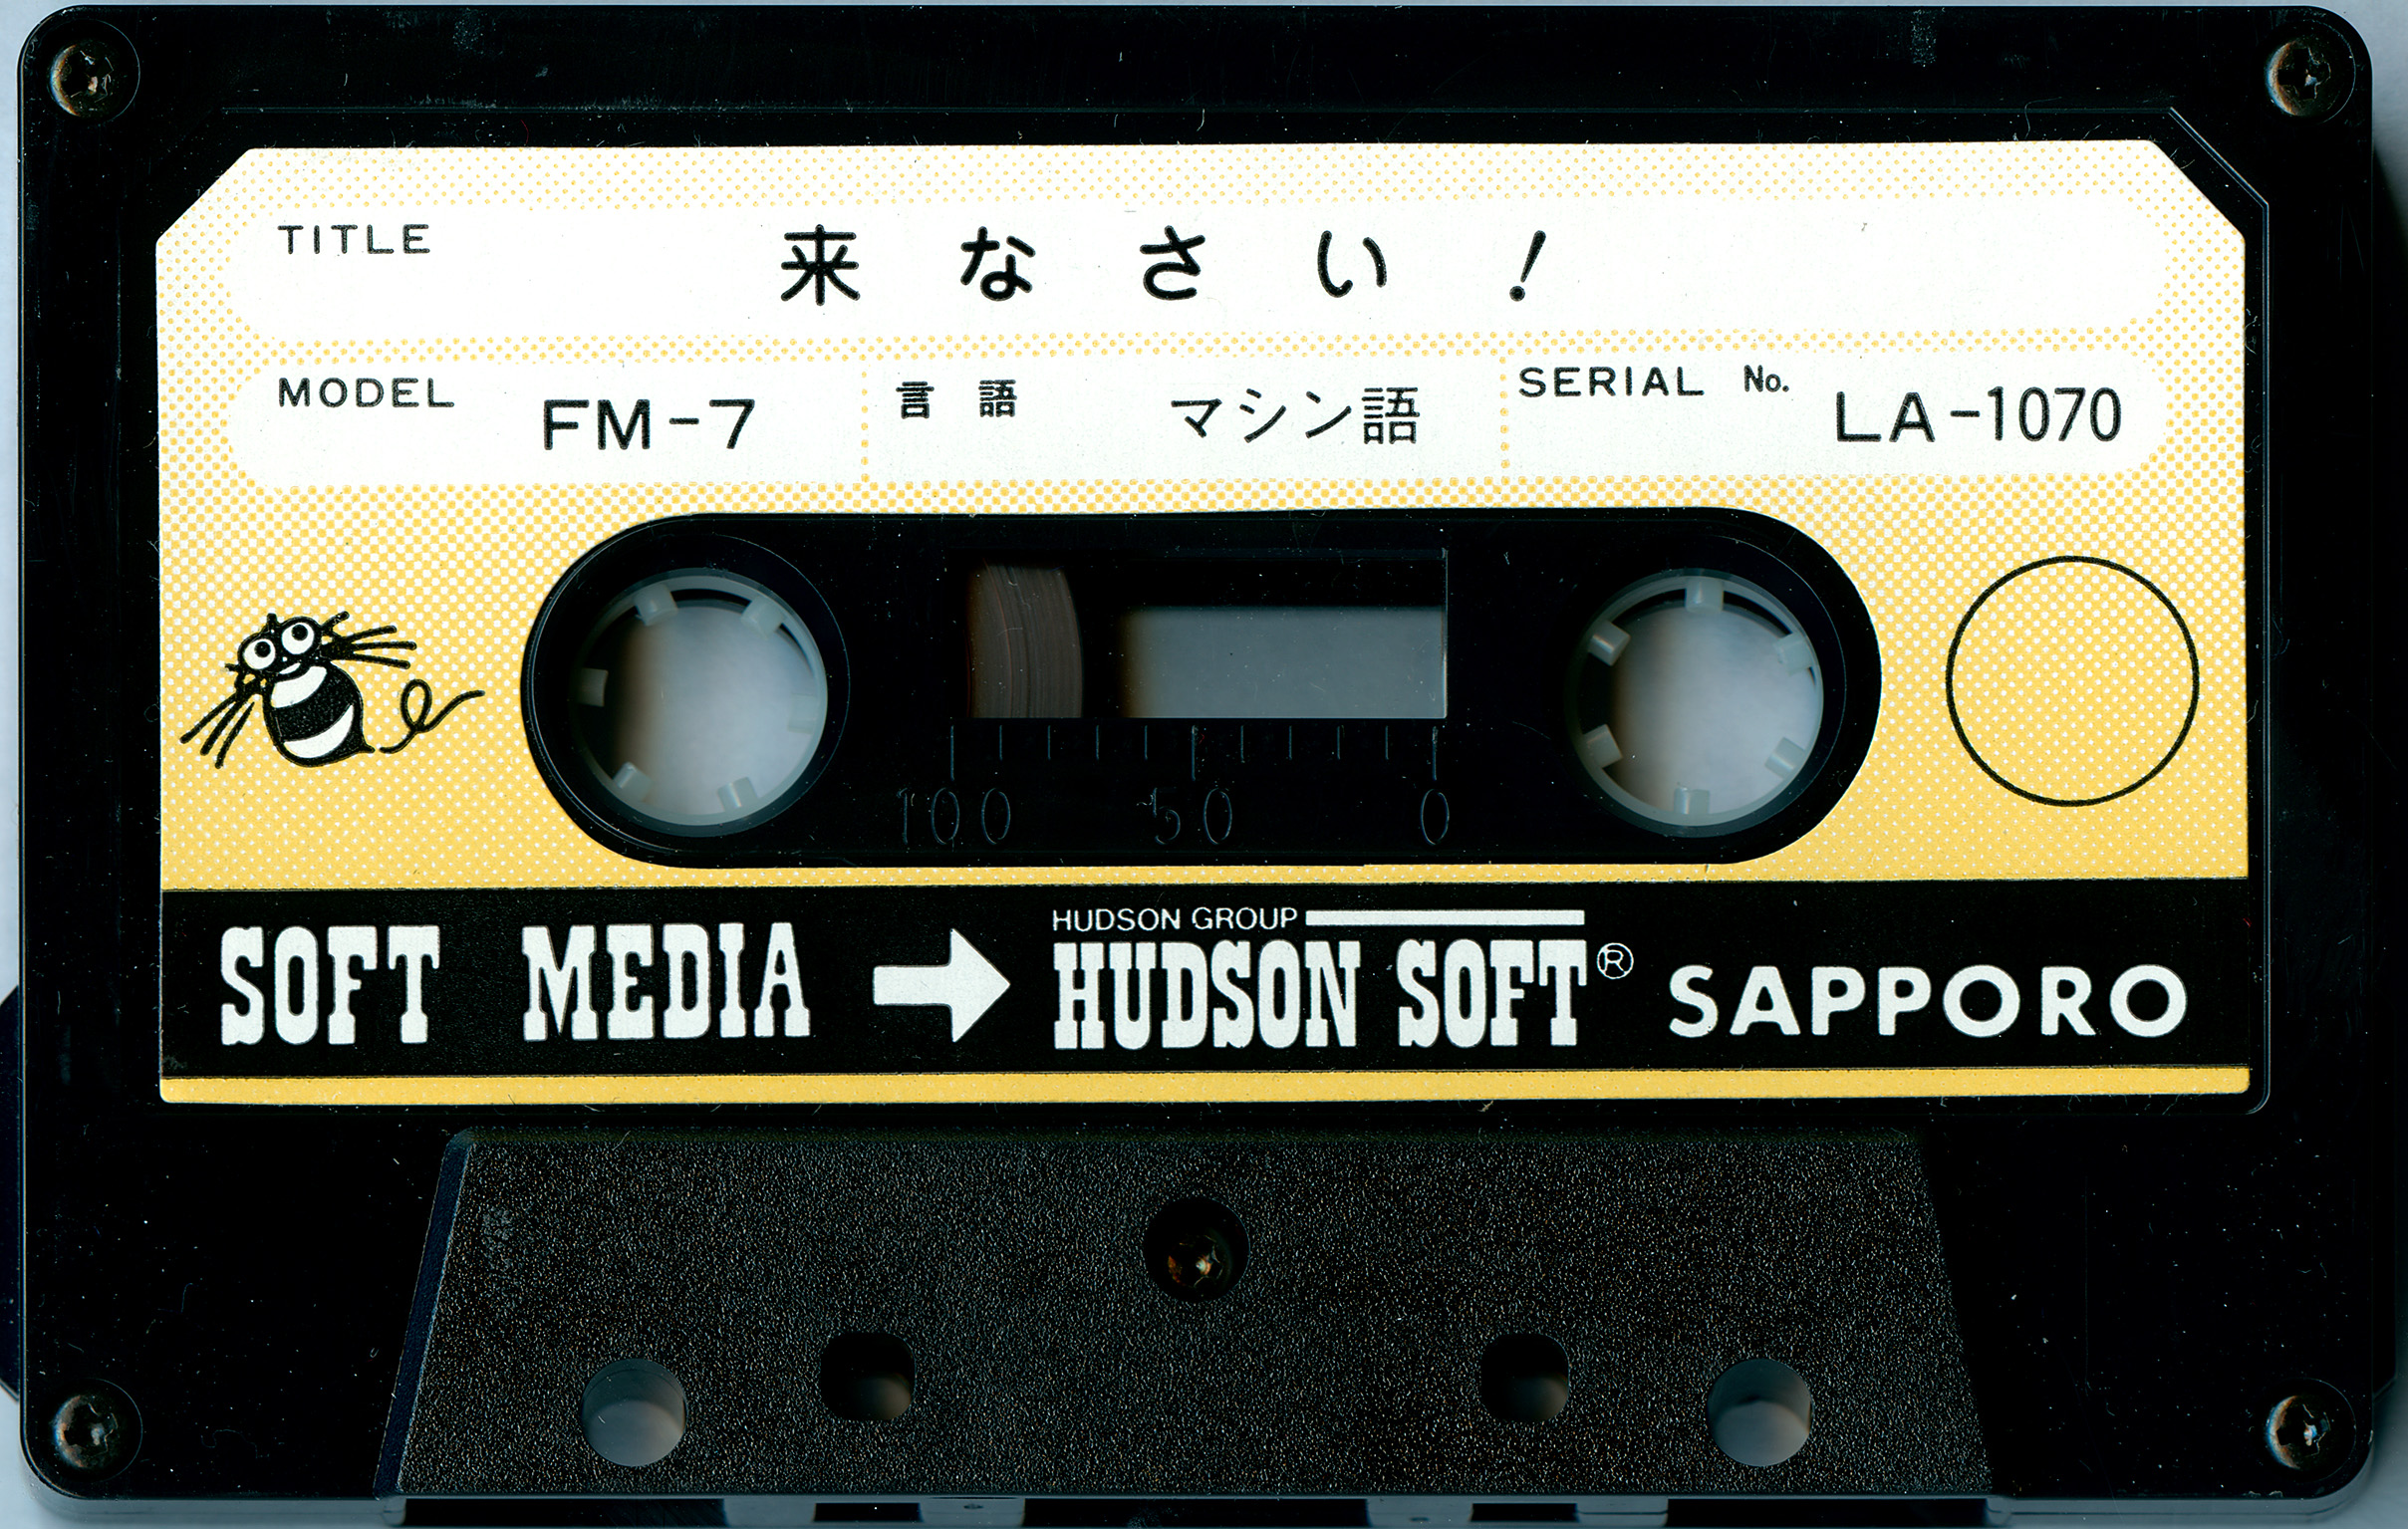 TITLE 来なさい!
MODEL FM-7 言語 マシン語 SERIAL No. LA-1070
100 50 0
HUDSON GROUP
SOFT MEDIA → HUDSON SOFT® SAPPORO